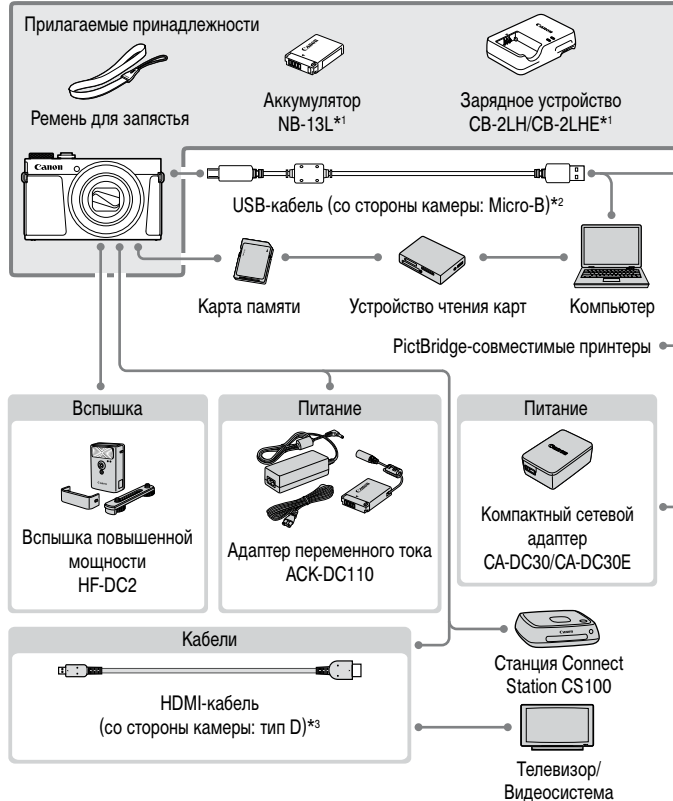 Прилагаемые принадлежности
Ремень для запястья
Аккумулятор
NB-13L*1
Зарядное устройство
CB-2LH/CB-2LHE*1
Canon
USB-кабель (со стороны камеры: Micro-B)*2
Карта памяти
Устройство чтения карт
Компьютер
PictBridge-совместимые принтеры
Вспышка
Вспышка повышенной
мощности
HF-DC2
Питание
Адаптер переменного тока
ACK-DC110
Питание
Компактный сетевой
адаптер
CA-DC30/CA-DC30E
Кабели
HDMI-кабель
(со стороны камеры: тип D)*3
Станция Connect
Station CS100
Телевизор/
Видеосистема